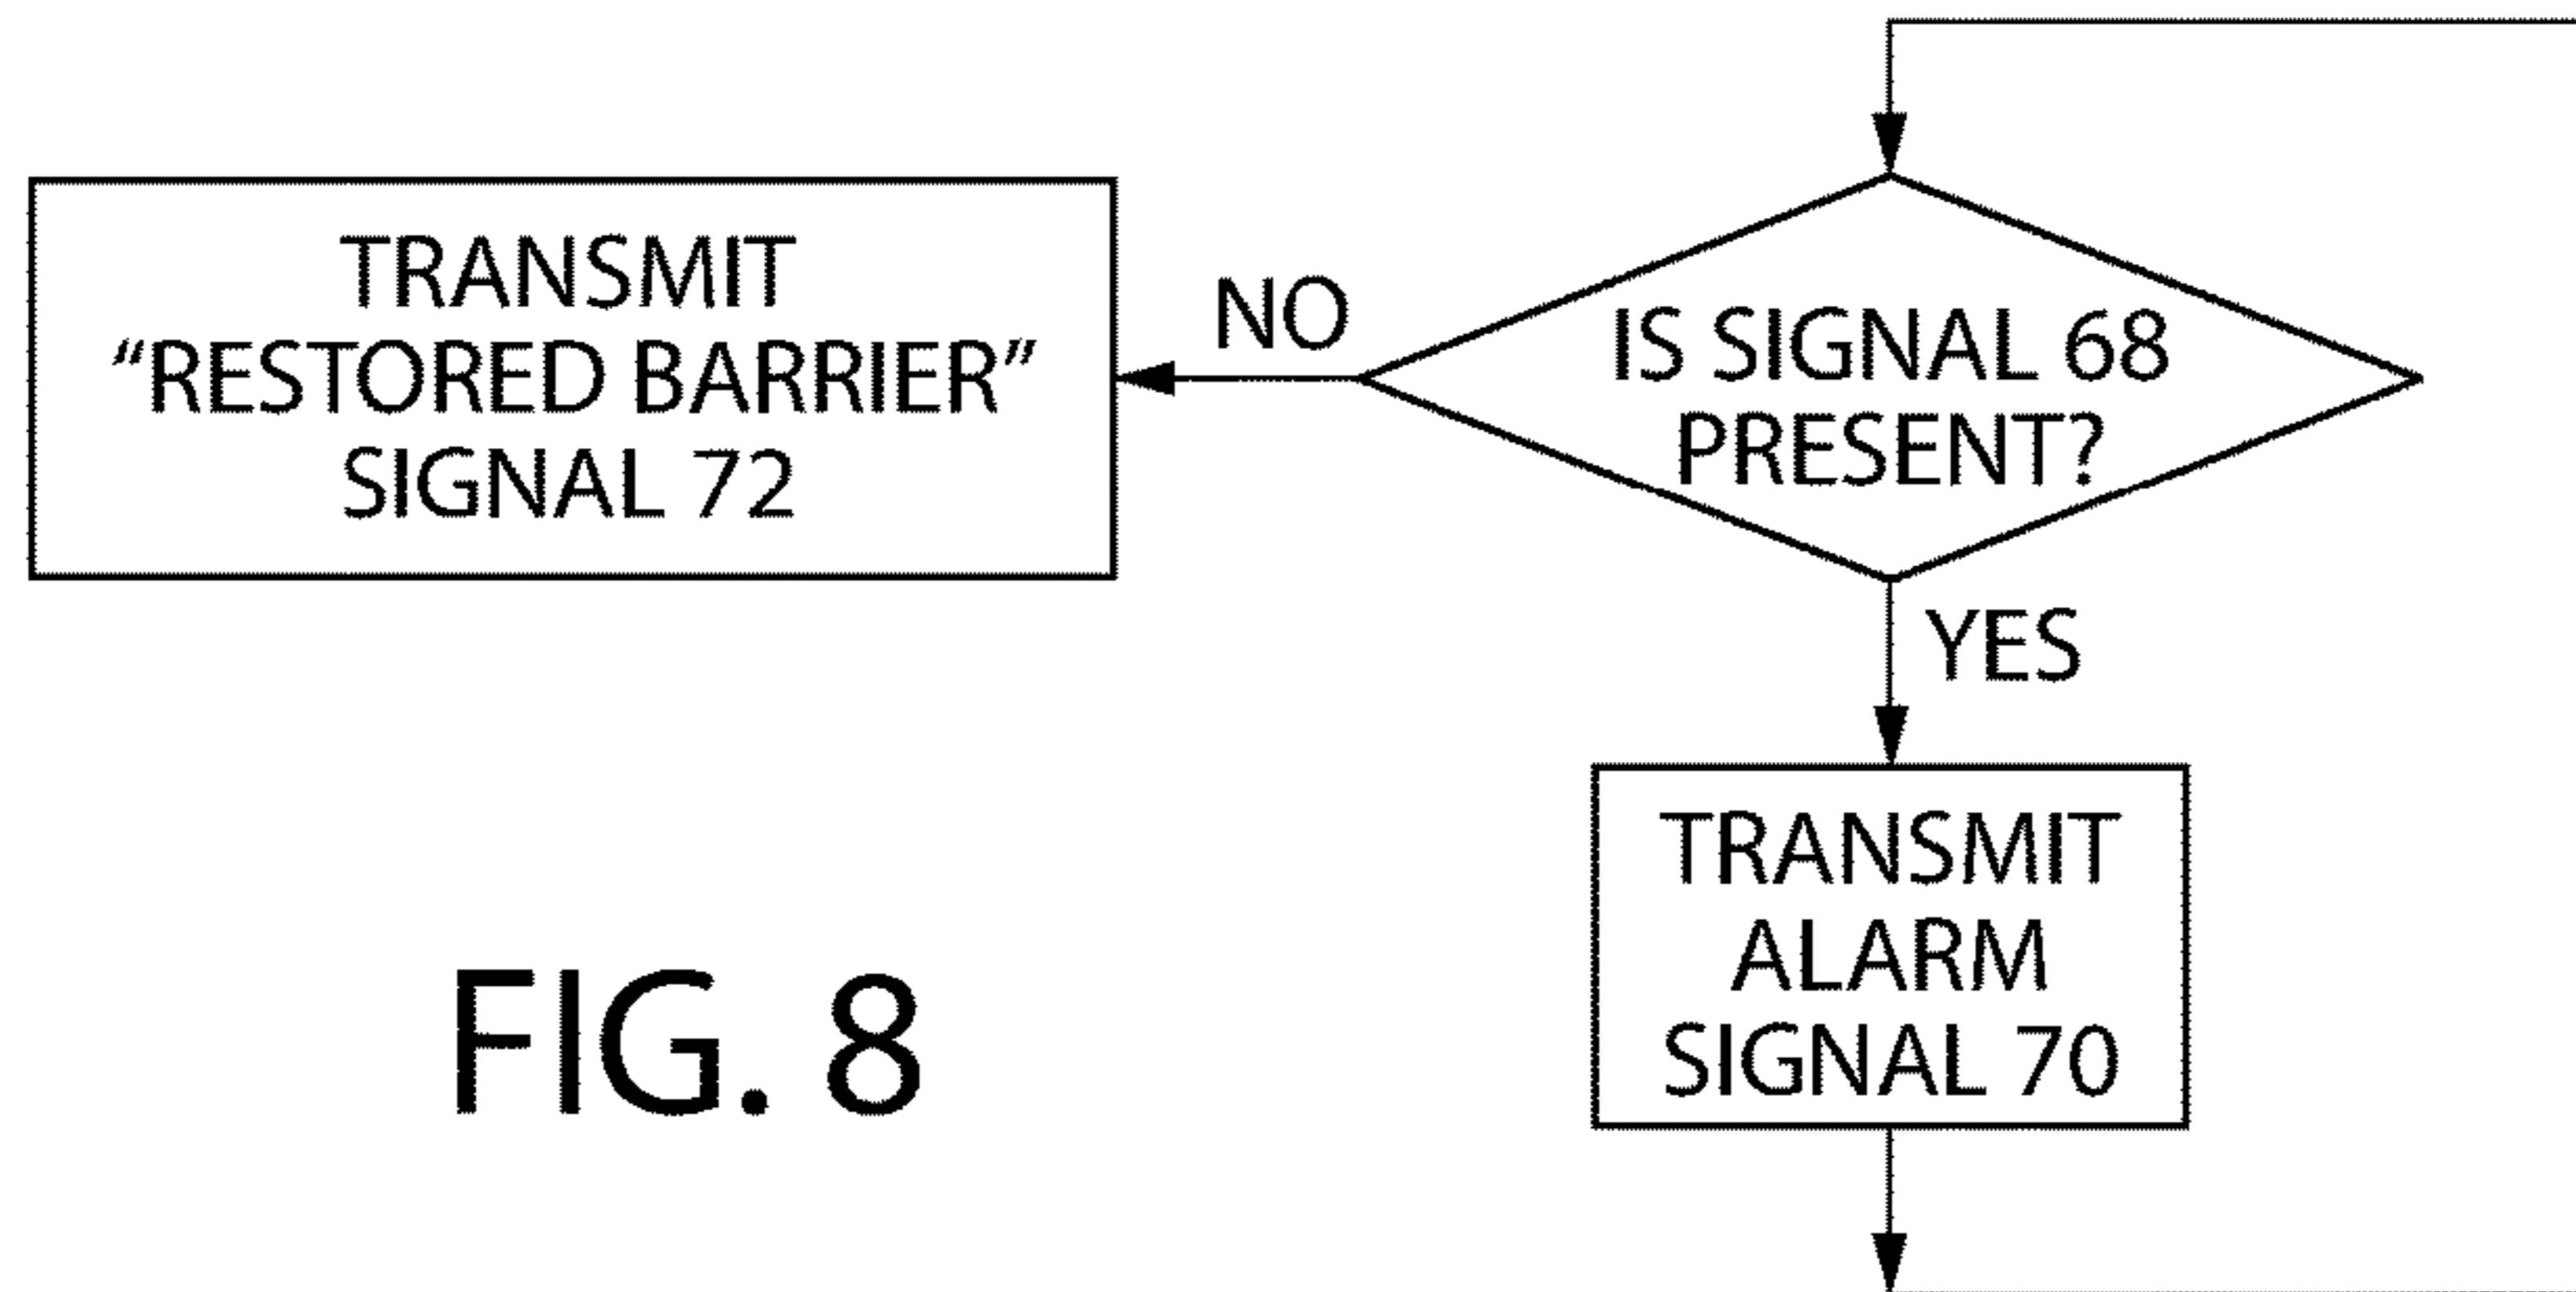 TRANSMIT
“RESTORED BARRIER”
SIGNAL 72
NO
IS SIGNAL 68
PRESENT?
YES
TRANSMIT
ALARM
SIGNAL 70
FIG. 8